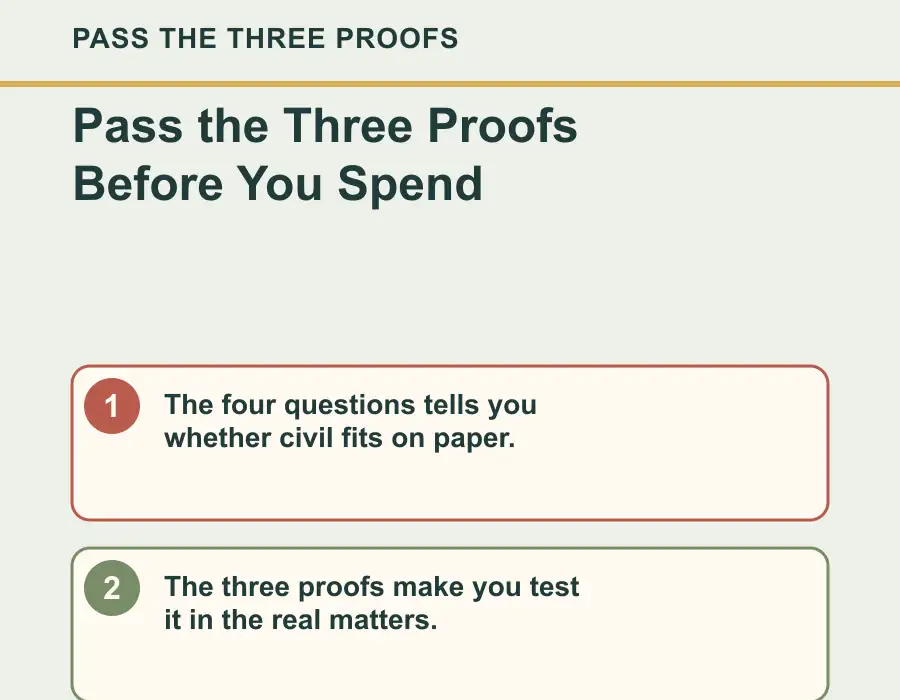 PASS THE THREE PROOFS
Pass the Three Proofs
Before You Spend
1
The four questions tells you
whether civil fits on paper.
2
The three proofs make you test
it in the real matters.